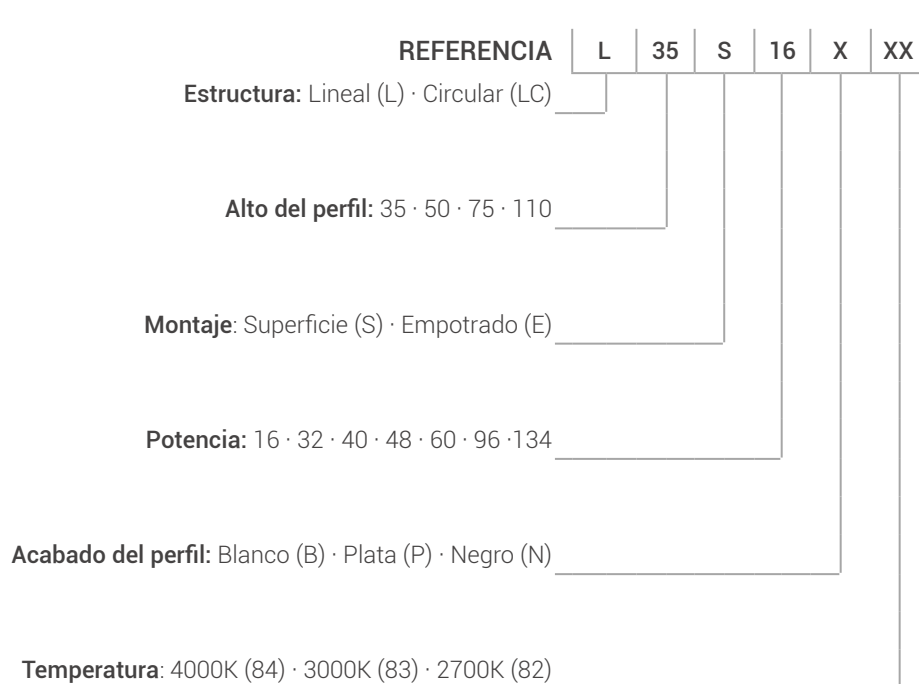 REFERENCIA L 35 S 16 X XX
Estructura: Lineal (L) · Circular (LC)
Alto del perfil: 35 · 50 · 75 · 110
Montaje: Superficie (S) · Empotrado (E)
Potencia: 16 · 32 · 40 · 48 · 60 · 96 ·134
Acabado del perfil: Blanco (B) · Plata (P) · Negro (N)
Temperatura: 4000K (84) · 3000K (83) · 2700K (82)